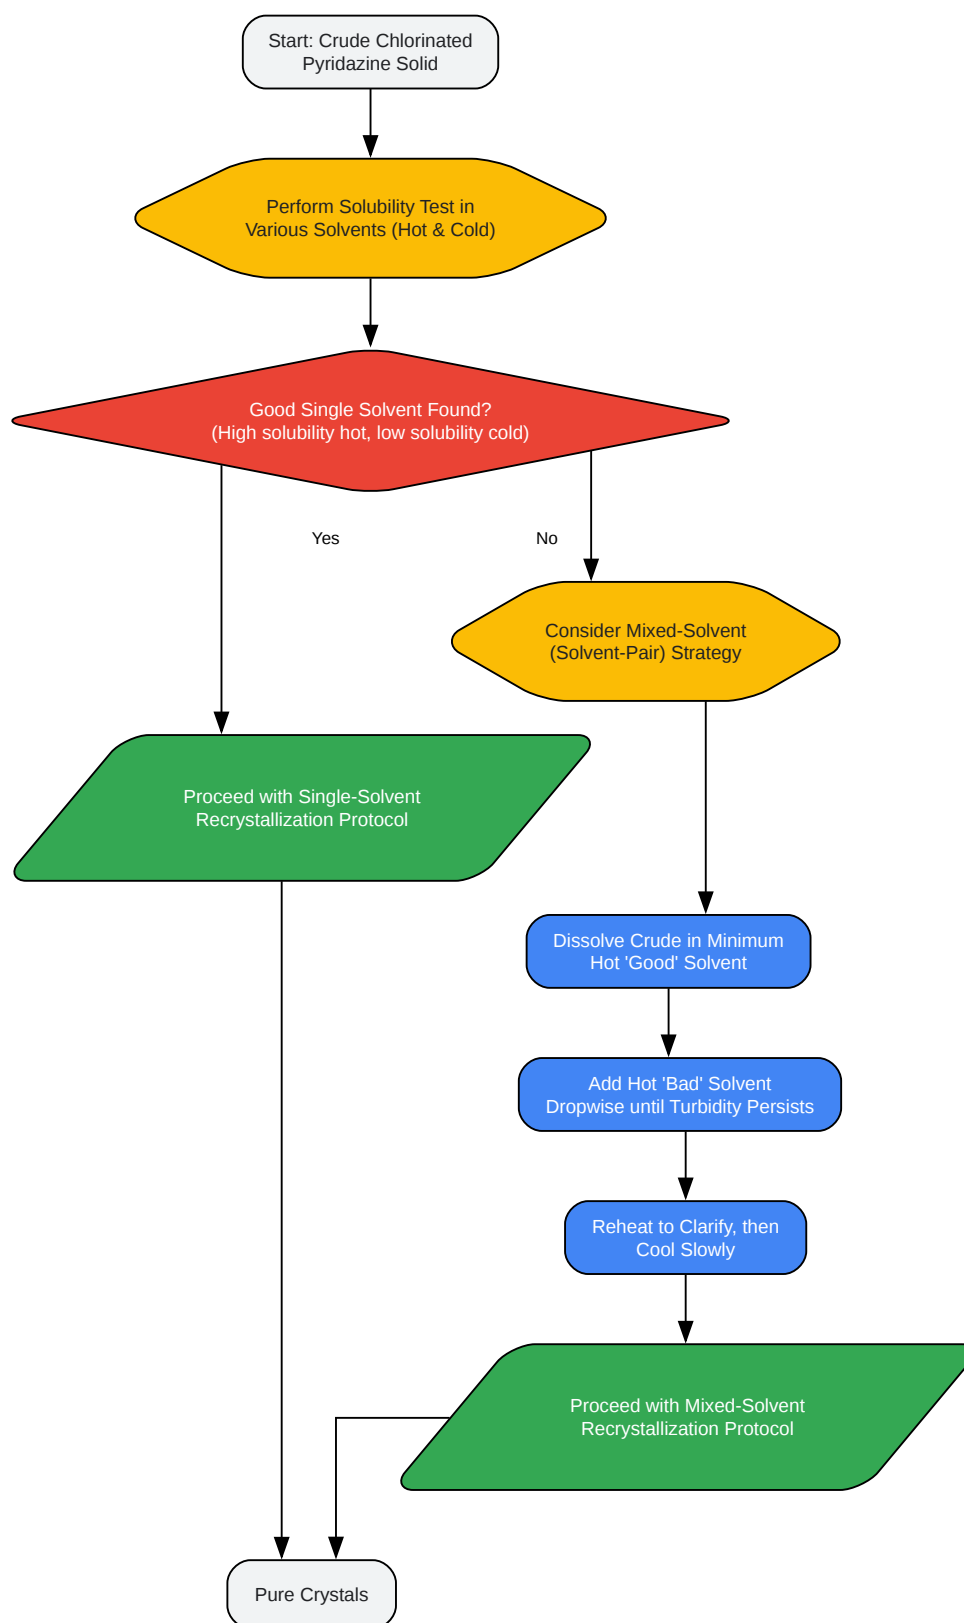 Start: Crude Chlorinated
Pyridazine Solid
Perform Solubility Test in
Various Solvents (Hot & Cold)
Good Single Solvent Found?
(High solubility hot, low solubility cold)
Yes
No
Consider Mixed-Solvent
(Solvent-Pair) Strategy
Proceed with Single-Solvent
Recrystallization Protocol
Dissolve Crude in Minimum
Hot 'Good' Solvent
Add Hot 'Bad' Solvent
Dropwise until Turbidity Persists
Reheat to Clarify, then
Cool Slowly
Proceed with Mixed-Solvent
Recrystallization Protocol
Pure Crystals